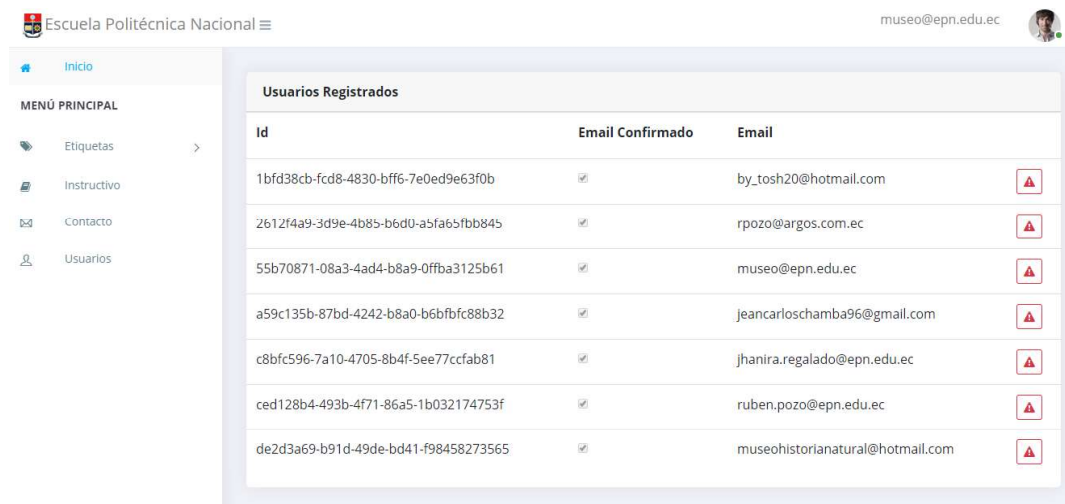 Escuela Politécnica Nacional
museo@epn.edu.ec
Inicio
MENÚ PRINCIPAL
Etiquetas
Instructivo
Contacto
Usuarios
Usuarios Registrados
Id Email Confirmado Email
1bfd38cb-fcd8-4830-bff6-7e0ed9e63f0b by_tosh20@hotmail.com
2612f4a9-3d9e-4b85-b6d0-a5fa65fbb845 rpozo@argos.com.ec
55b70871-08a3-4ad4-b8a9-0ffba3125b61 museo@epn.edu.ec
a59c135b-87bd-4242-b8a0-b6bfbfc88b32 jeancarloschamba96@gmail.com
c8bfc596-7a10-4705-8b4f-5ee77ccfab81 jhanira.regalado@epn.edu.ec
ced128b4-493b-4f71-86a5-1b032174753f ruben.pozo@epn.edu.ec
de2d3a69-b91d-49de-bd41-f98458273565 museohistorianatural@hotmail.com